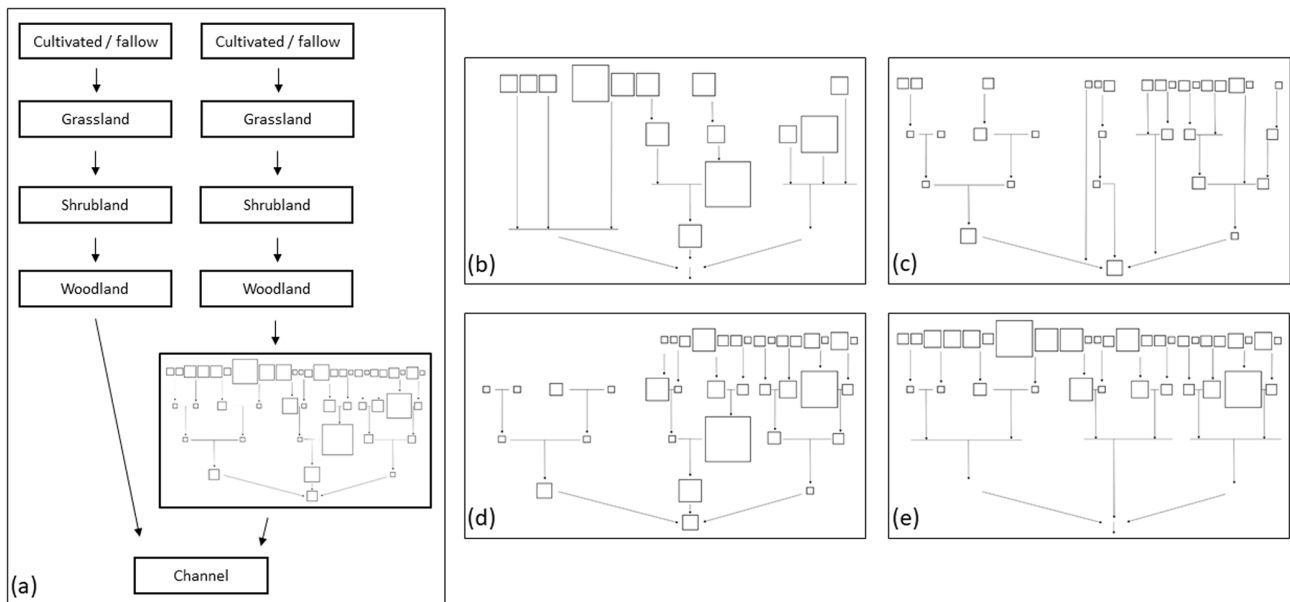 Cultivated / fallow
Cultivated / fallow
Grassland
Grassland
Shrubland
Shrubland
Woodland
Woodland
Channel
(a)
(b)
(c)
(d)
(e)